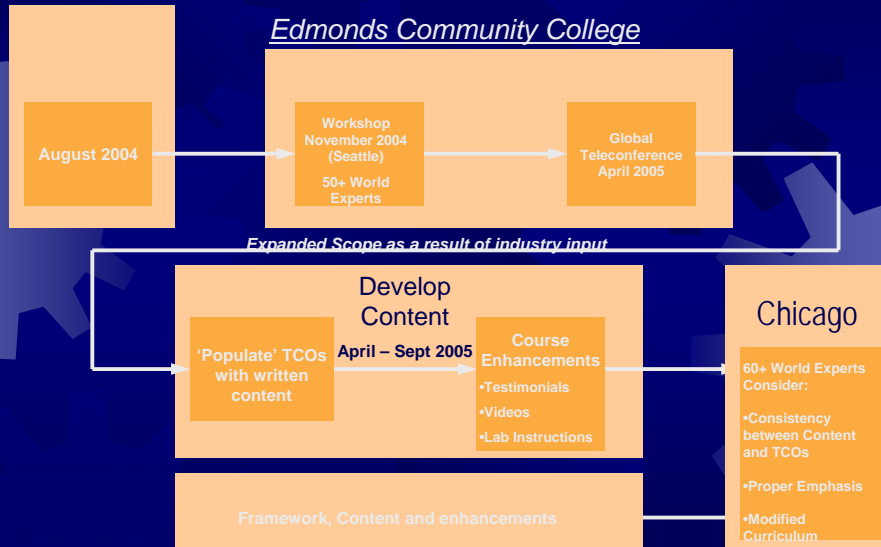 Edmonds Community College
August 2004
Workshop
November 2004
(Seattle)
50+ World
Experts
Global
Teleconference
April 2005
Expanded Scope as a result of industry input
Develop
Content
April – Sept 2005
‘Populate’ TCOs
with written
content
Course
Enhancements
•Testimonials
•Videos
•Lab Instructions
Chicago
60+ World Experts
Consider:
•Consistency
between Content
and TCOs
•Proper Emphasis
•Modified
Curriculum
Framework, Content and enhancements